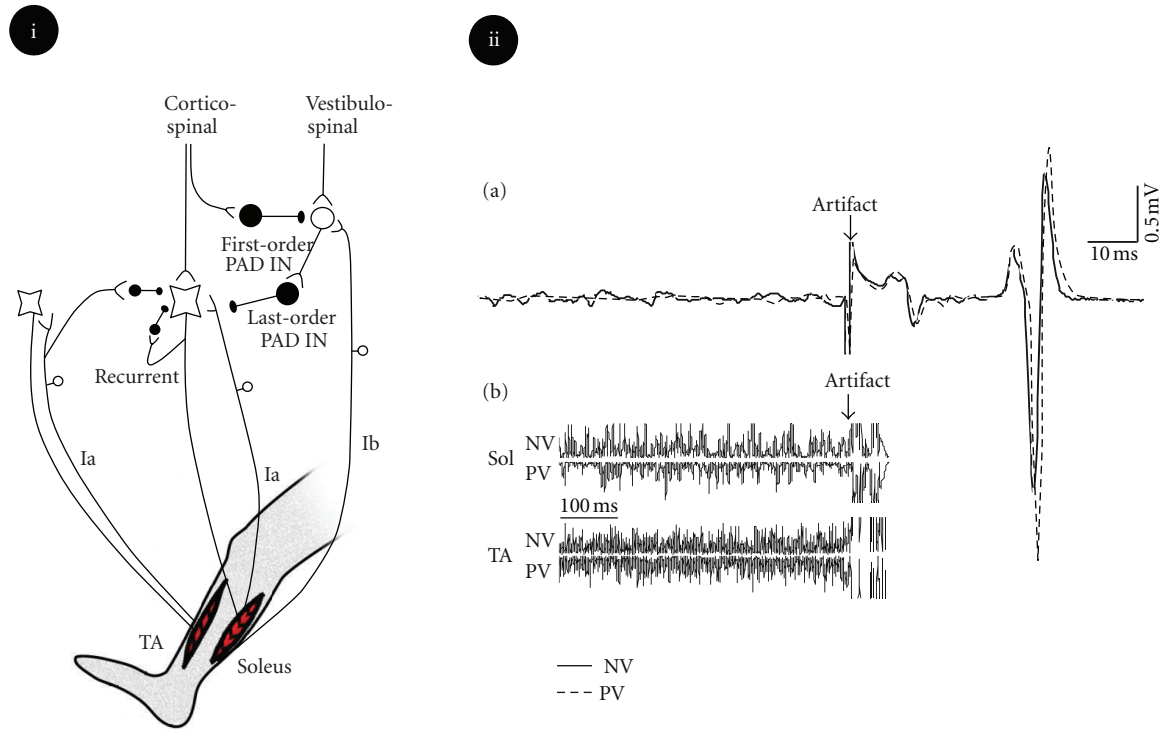 i
Cortico-
spinal
Vestibulo-
spinal
First-order
PAD IN
Last-order
PAD IN
Recurrent
Ia
Ia
Ib
TA
Soleus
ii
(a)
Artifact
0.5 mV
10 ms
(b)
Artifact
Sol
NV
PV
100 ms
TA
NV
PV
NV
PV